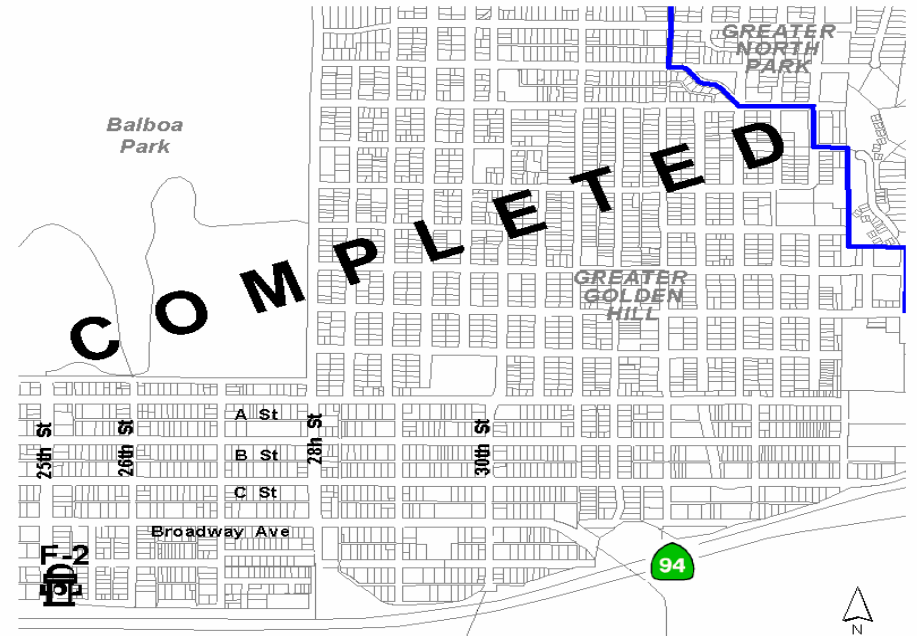 GREATER
NORTH
PARK
Balboa
Park
COMPLETED
GREATER
GOLDEN
HILL
A St
25th St
26th St
28h St
30th St
B St
C St
Broadway Ave
F-2
94
N